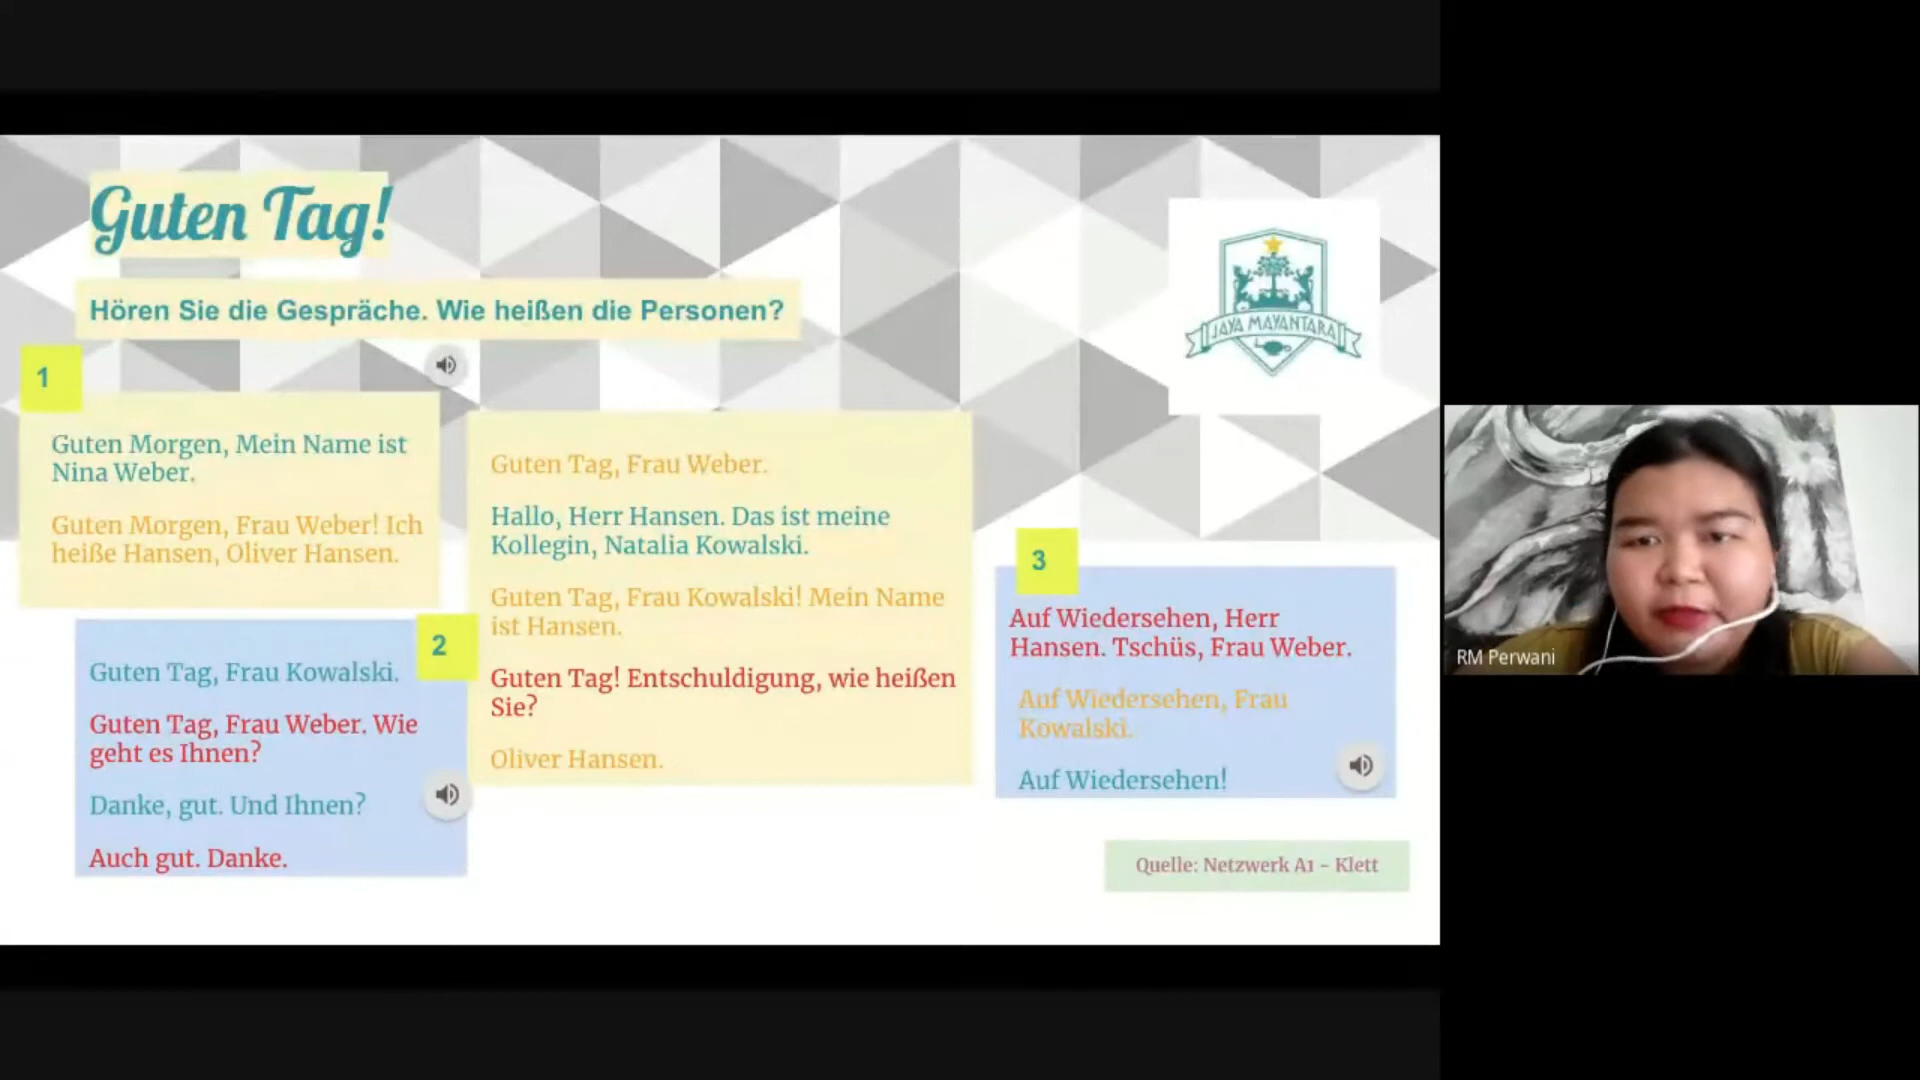 Guten Tag!
Hören Sie die Gespräche. Wie heißen die Personen?
JAYA MAYANTARA
1
Guten Morgen, Mein Name ist
Nina Weber.
Guten Morgen, Frau Weber! Ich
heiße Hansen, Oliver Hansen.
2
Guten Tag, Frau Kowalski.
Guten Tag, Frau Weber. Wie
geht es Ihnen?
Danke, gut. Und Ihnen?
Auch gut. Danke.
Guten Tag, Frau Weber.
Hallo, Herr Hansen. Das ist meine
Kollegin, Natalia Kowalski.
Guten Tag, Frau Kowalski! Mein Name
ist Hansen.
Guten Tag! Entschuldigung, wie heißen
Sie?
Oliver Hansen.
3
Auf Wiedersehen, Herr
Hansen. Tschüs, Frau Weber.
Auf Wiedersehen, Frau
Kowalski.
Auf Wiedersehen!
Quelle: Netzwerk A1 - Klett
RM Perwani